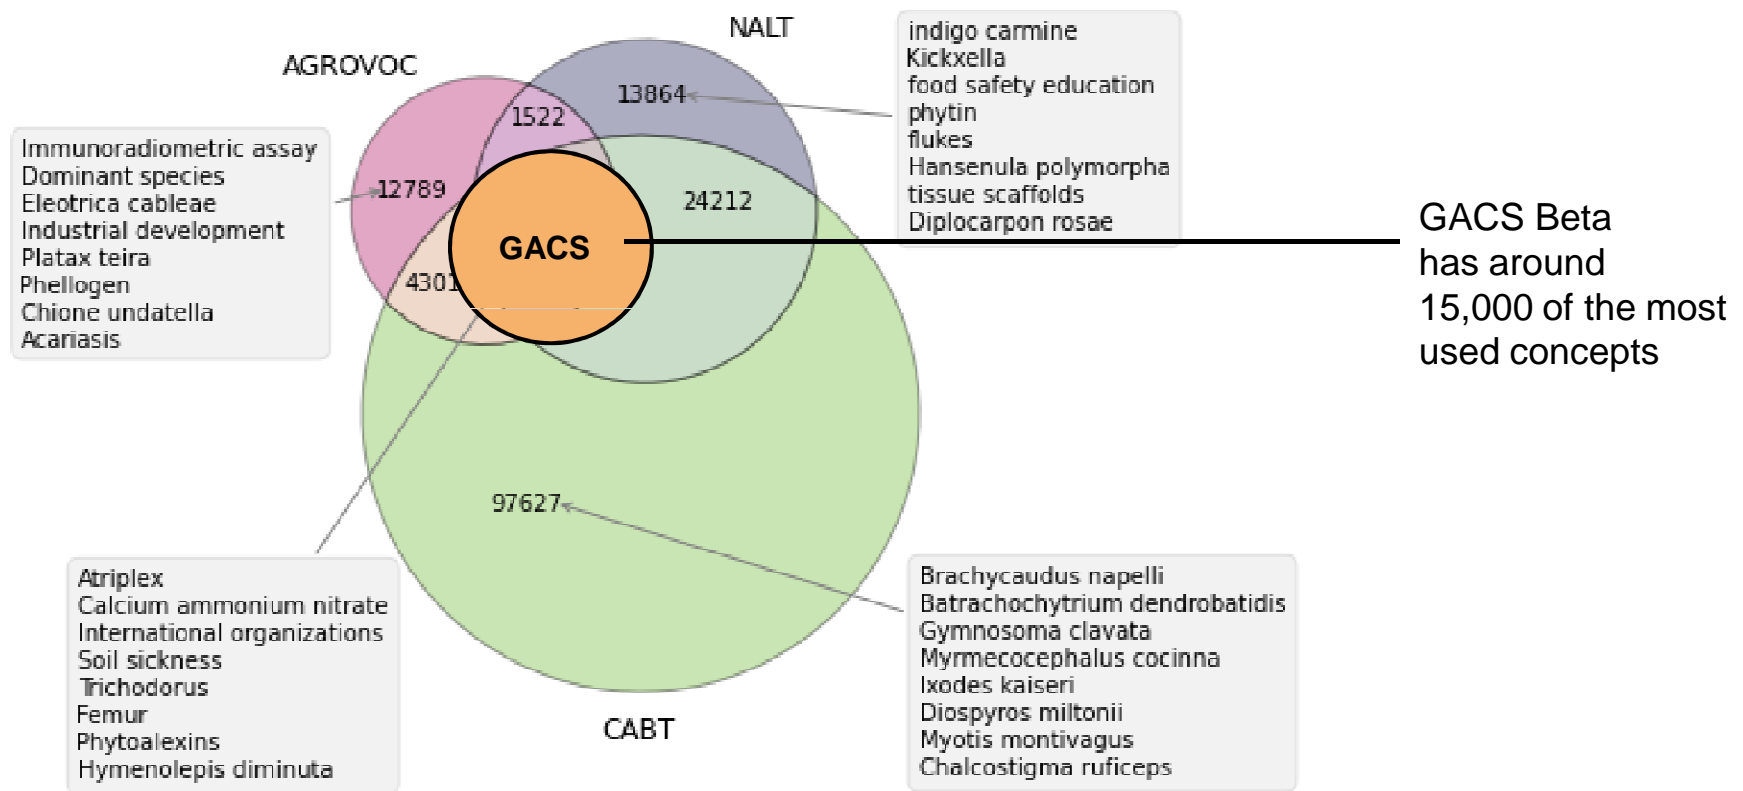 NALT
AGROVOC
indigo carmine
Kickxella
food safety education
phytin
flukes
Hansenula polymorpha
tissue scaffolds
Diplocarpon rosae
13864
1522
Immunoradiometric assay
Dominant species
Eleotrica cableae
Industrial development
Platax teira
Phellogen
Chione undatella
Acariasis
12789
24212
GACS
4301
GACS Beta
has around
15,000 of the most
used concepts
97627
Atriplex
Calcium ammonium nitrate
International organizations
Soil sickness
Trichodorus
Femur
Phytoalexins
Hymenolepis diminuta
CABT
Brachycaudus napelli
Batrachochytrium dendrobatidis
Gymnosoma clavata
Myrmecocephalus cocinna
Ixodes kaiseri
Diospyros miltonii
Myotis montivagus
Chalcostigma ruficeps